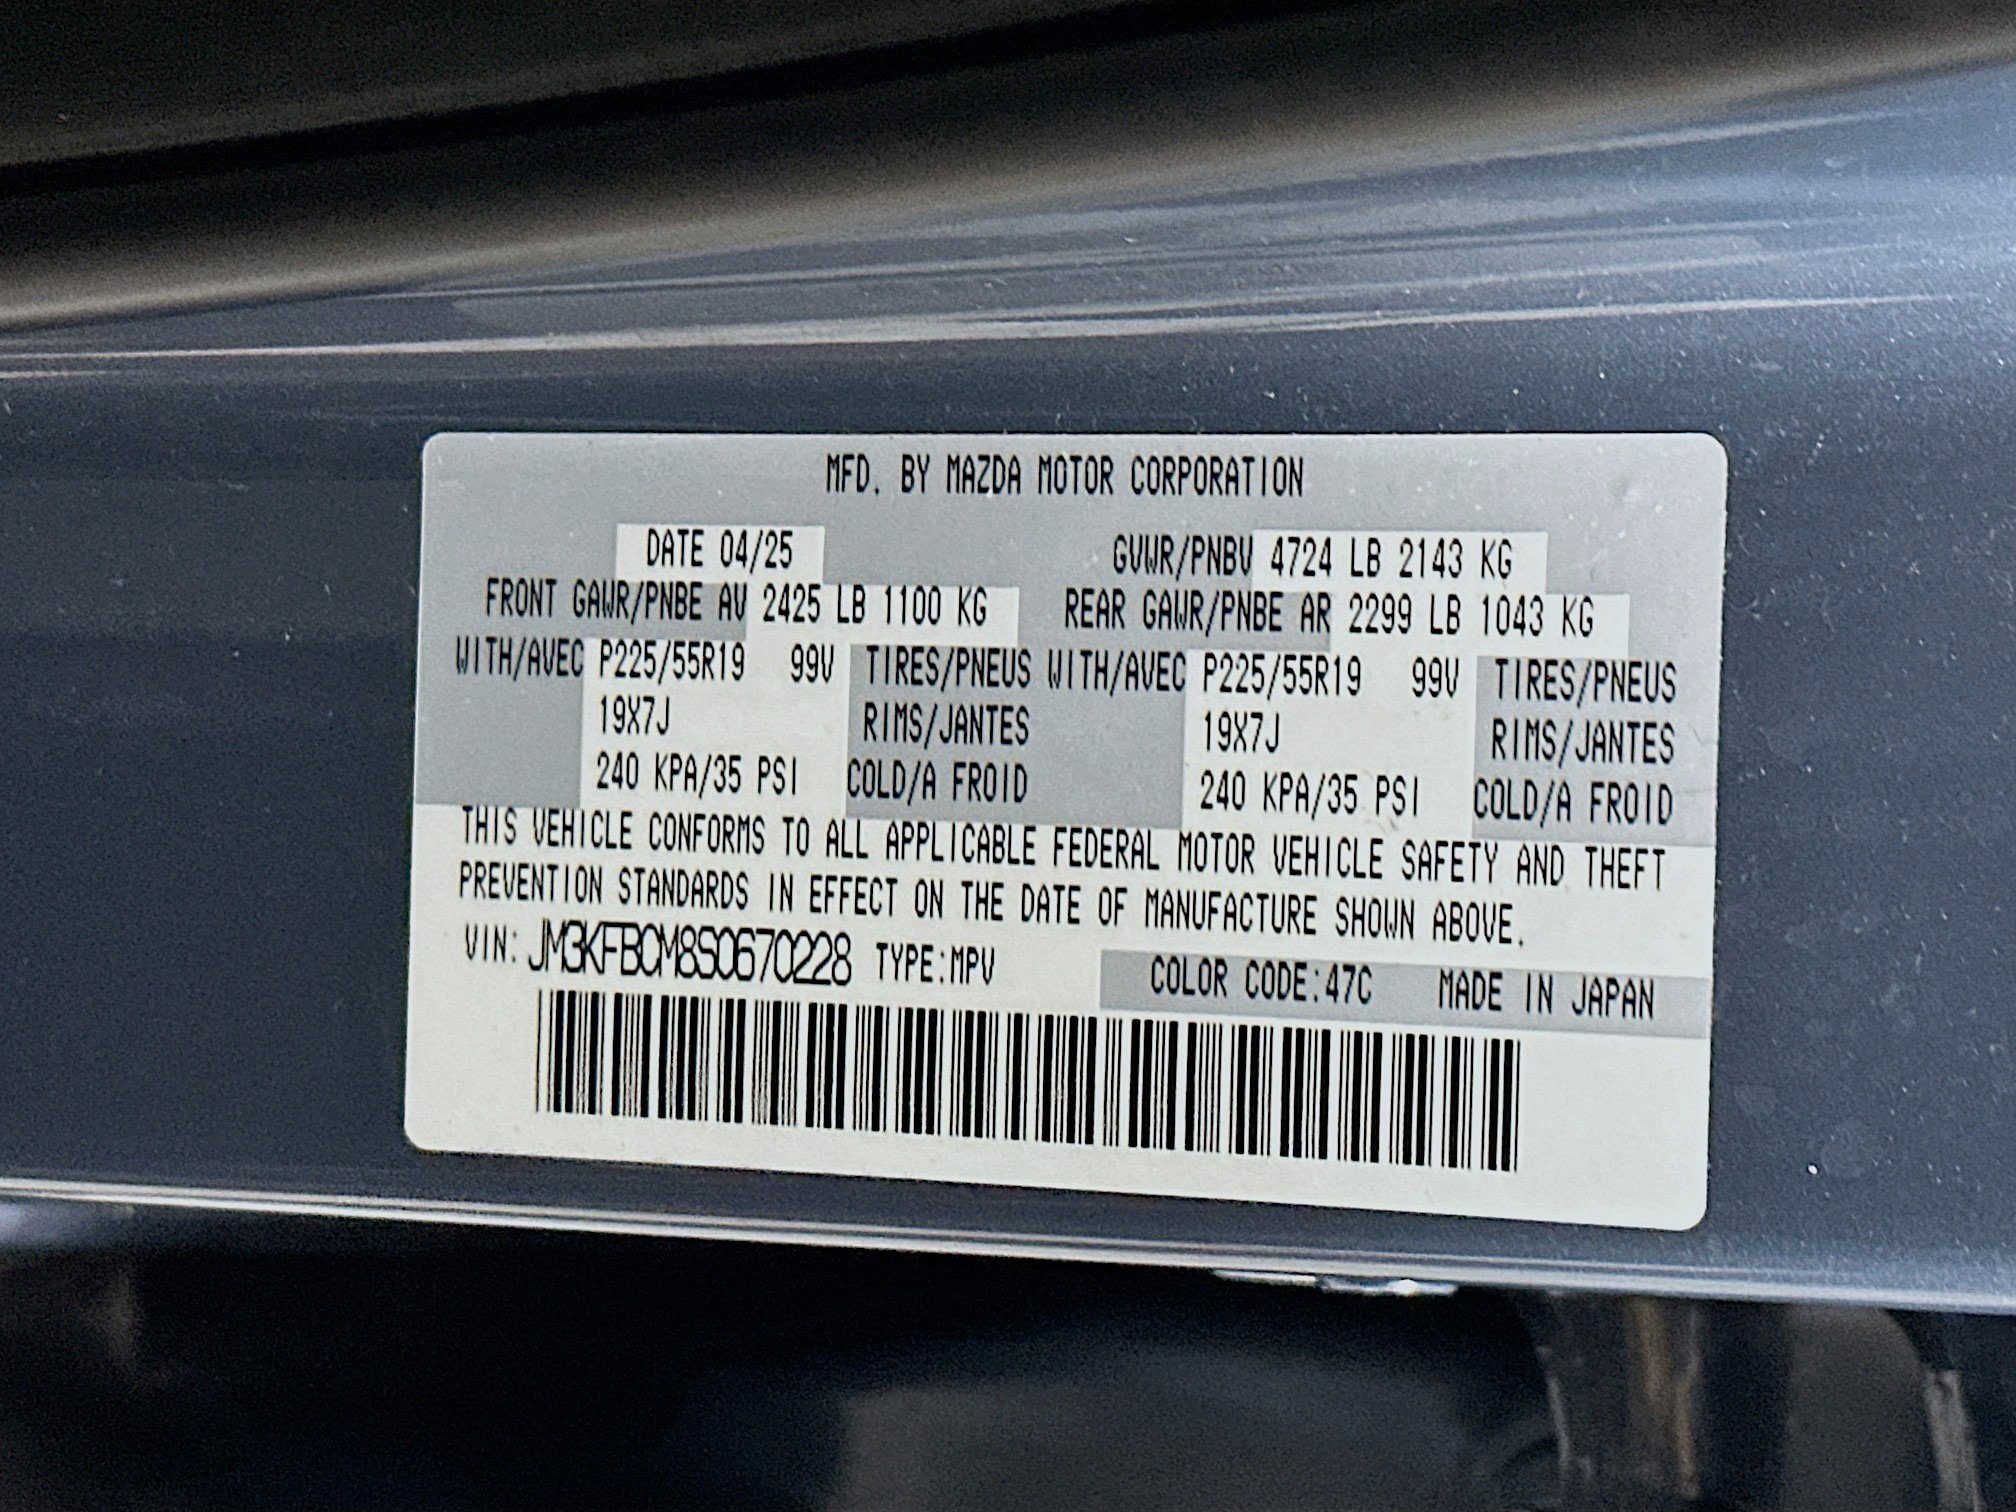 MFD. BY MAZDA MOTOR CORPORATION
DATE 04/25 GVWR/PNBV 4724 LB 2143 KG
FRONT GAWR/PNBE AV 2425 LB 1100 KG REAR GAWR/PNBE AR 2299 LB 1043 KG
WITH/AVEC P225/55R19 99V TIRES/PNEUS WITH/AVEC P225/55R19 99V TIRES/PNEUS
19X7J RIMS/JANTES 19X7J RIMS/JANTES
240 KPA/35 PSI COLD/A FROID 240 KPA/35 PSI COLD/A FROID
THIS VEHICLE CONFORMS TO ALL APPLICABLE FEDERAL MOTOR VEHICLE SAFETY AND THEFT
PREVENTION STANDARDS IN EFFECT ON THE DATE OF MANUFACTURE SHOWN ABOVE.
VIN: JM3KFBCM8S0670228 TYPE:MPV COLOR CODE:47C MADE IN JAPAN